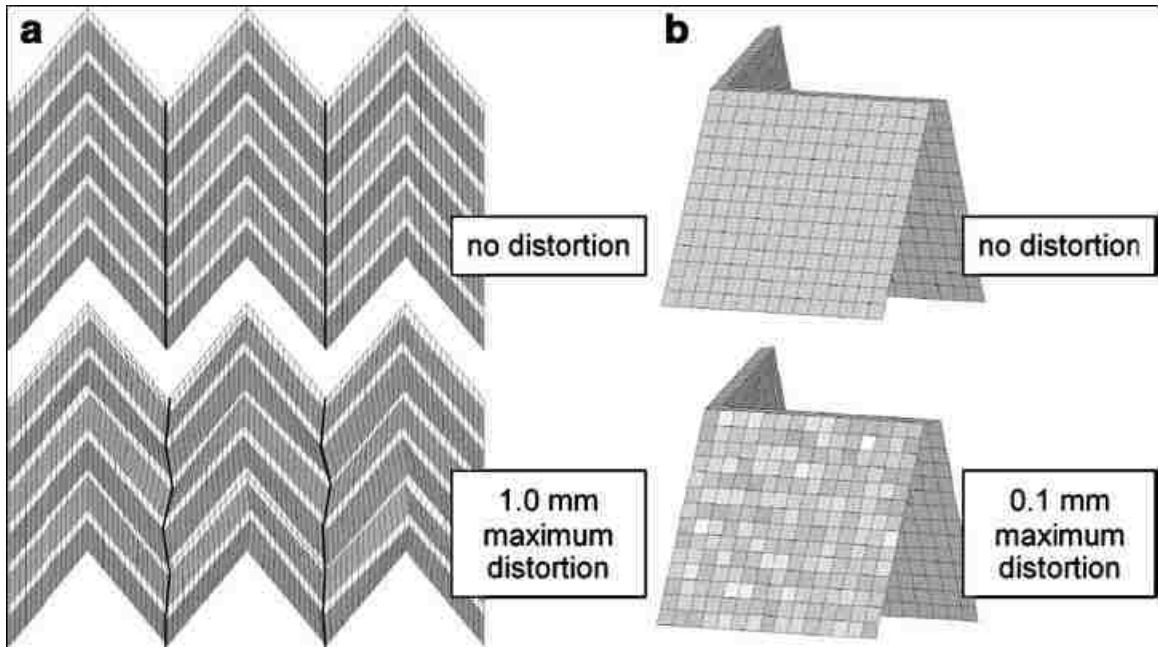 a
b
no distortion
no distortion
1.0 mm
maximum
distortion
0.1 mm
maximum
distortion